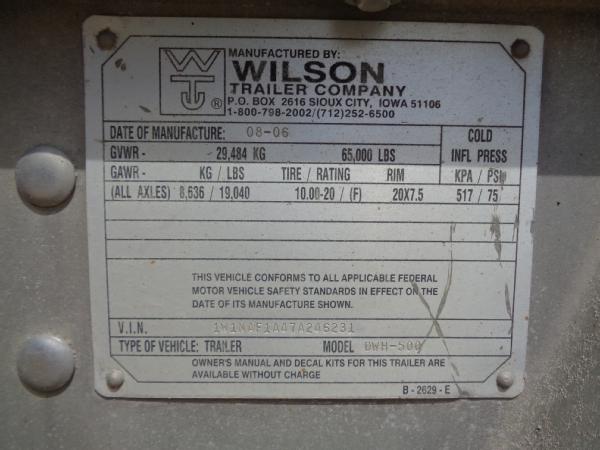 MANUFACTURED BY:
WT ®
WILSON
TRAILER COMPANY
P.O. BOX 2616 SIOUX CITY, IOWA 51106
1-800-798-2002/(712)252-6500
DATE OF MANUFACTURE: 08-06
COLD
GVWR - 29,484 KG 65,000 LBS
INFL PRESS
GAWR - KG / LBS TIRE / RATING RIM KPA / PSI
(ALL AXLES) 8,636 / 19,040 10.00-20 / (F) 20X7.5 517 / 75
THIS VEHICLE CONFORMS TO ALL APPLICABLE FEDERAL
MOTOR VEHICLE SAFETY STANDARDS IN EFFECT ON THE
DATE OF ITS MANUFACTURE SHOWN.
V.I.N. 1W1MAF1A47A246231
TYPE OF VEHICLE: TRAILER MODEL DWH-500
OWNER'S MANUAL AND DECAL KITS FOR THIS TRAILER ARE
AVAILABLE WITHOUT CHARGE
B - 2629 - E